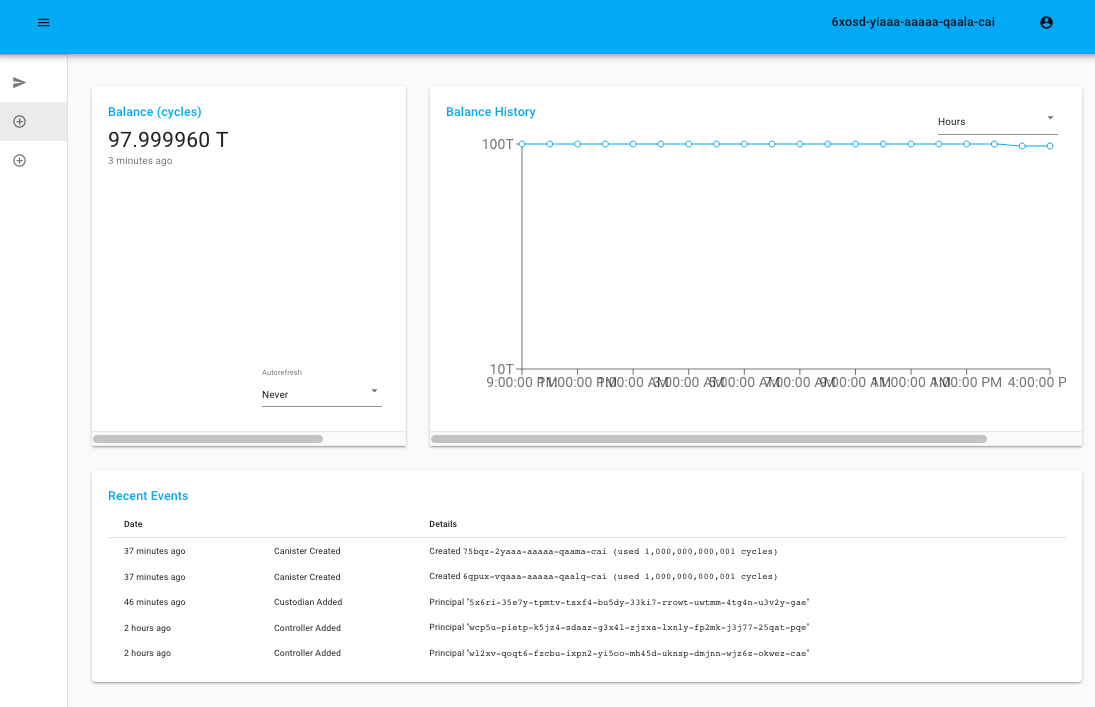 6xosd-yiaaa-aaaaa-qaala-cai
Balance (cycles)
97.999960 T
3 minutes ago
Autorefresh
Never
Balance History
Hours
100T
10T
9:00:00 PM 11:00:00 PM 1:00:00 AM 3:00:00 AM 5:00:00 AM 7:00:00 AM 9:00:00 AM 11:00:00 AM 1:00:00 PM 4:00:00 P
Recent Events
Date Details
37 minutes ago Canister Created Created 75bqz-2yaaa-aaaaa-qaama-cai (used 1,000,000,000,001 cycles)
37 minutes ago Canister Created Created 6qpux-vqaaa-aaaaa-qaalq-cai (used 1,000,000,000,001 cycles)
46 minutes ago Custodian Added Principal "5x6ri-35e7y-tpmtv-tsxf4-bu5dy-33ki7-rrowt-uwtmm-4tg4n-u3v2y-gae"
2 hours ago Controller Added Principal "wcp5u-pietp-k5jz4-sdaaz-g3x4l-zjzxa-lxnly-fp2mk-j3j77-25qat-pqe"
2 hours ago Controller Added Principal "wl2xv-qoqt6-fzcbu-ixpn2-yi5oo-mh45d-uknsp-dmjnn-wjz6z-okwez-cae"